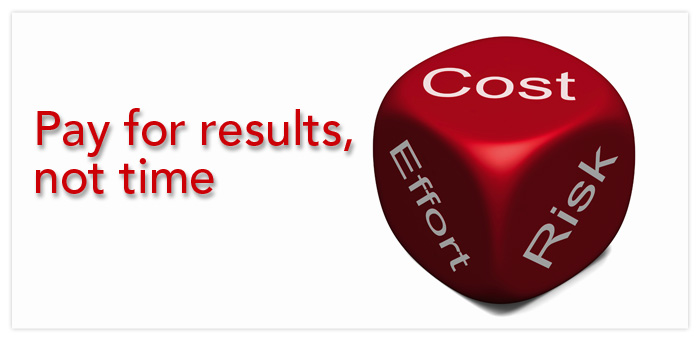 Pay for results,
not time
Cost
Effort
Risk